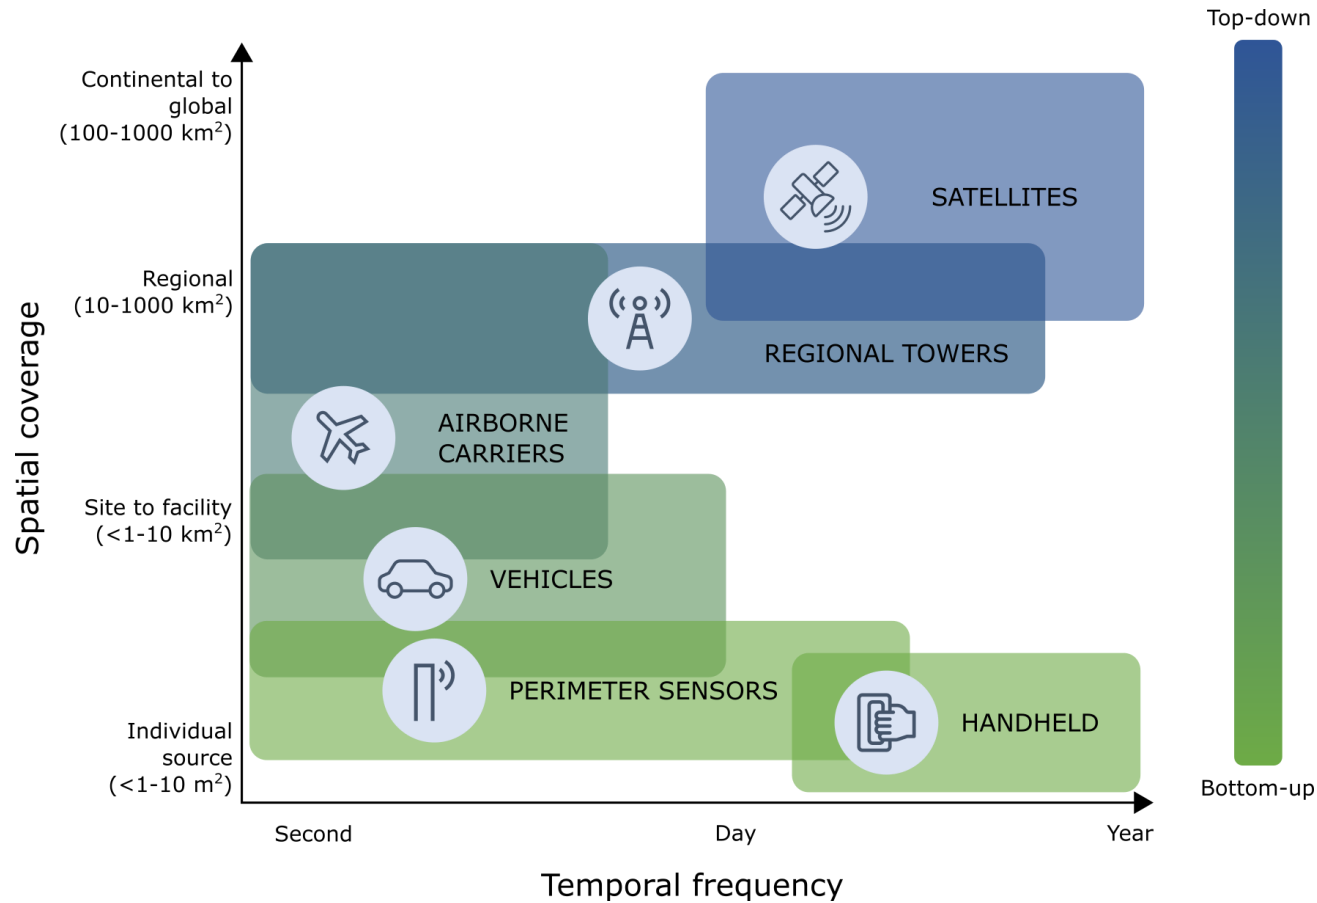 Top-down
Continental to
global
(100-1000 km²)
SATELLITES
Regional
(10-1000 km²)
REGIONAL TOWERS
AIRBORNE
CARRIERS
Spatial coverage
Site to facility
(<1-10 km²)
VEHICLES
PERIMETER SENSORS
HANDHELD
Individual
source
(<1-10 m²)
Bottom-up
Second
Day
Year
Temporal frequency